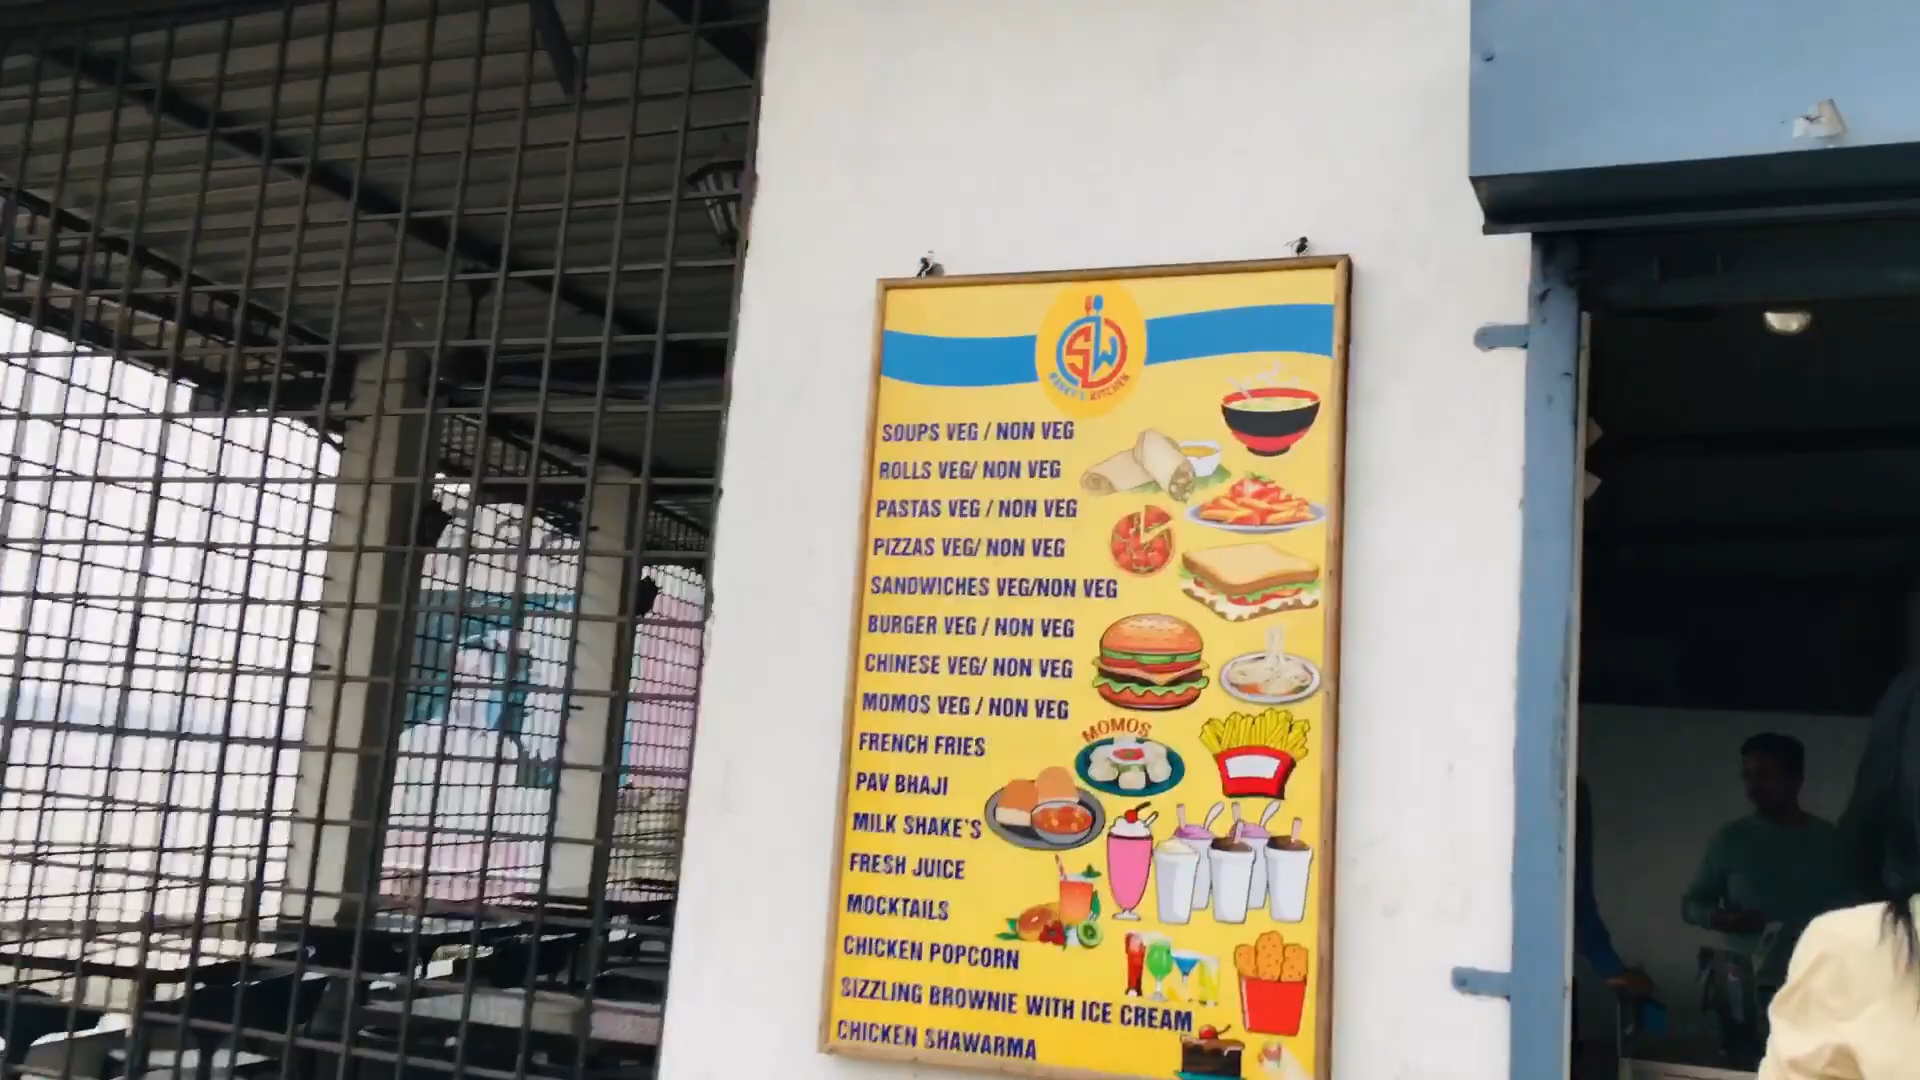 SW
KITCHEN
SOUPS VEG / NON VEG
ROLLS VEG/ NON VEG
PASTAS VEG / NON VEG
PIZZAS VEG/ NON VEG
SANDWICHES VEG/NON VEG
BURGER VEG / NON VEG
CHINESE VEG/ NON VEG
MOMOS VEG / NON VEG
MOMOS
FRENCH FRIES
PAV BHAJI
MILK SHAKE'S
FRESH JUICE
MOCKTAILS
CHICKEN POPCORN
SIZZLING BROWNIE WITH ICE CREAM
CHICKEN SHAWARMA